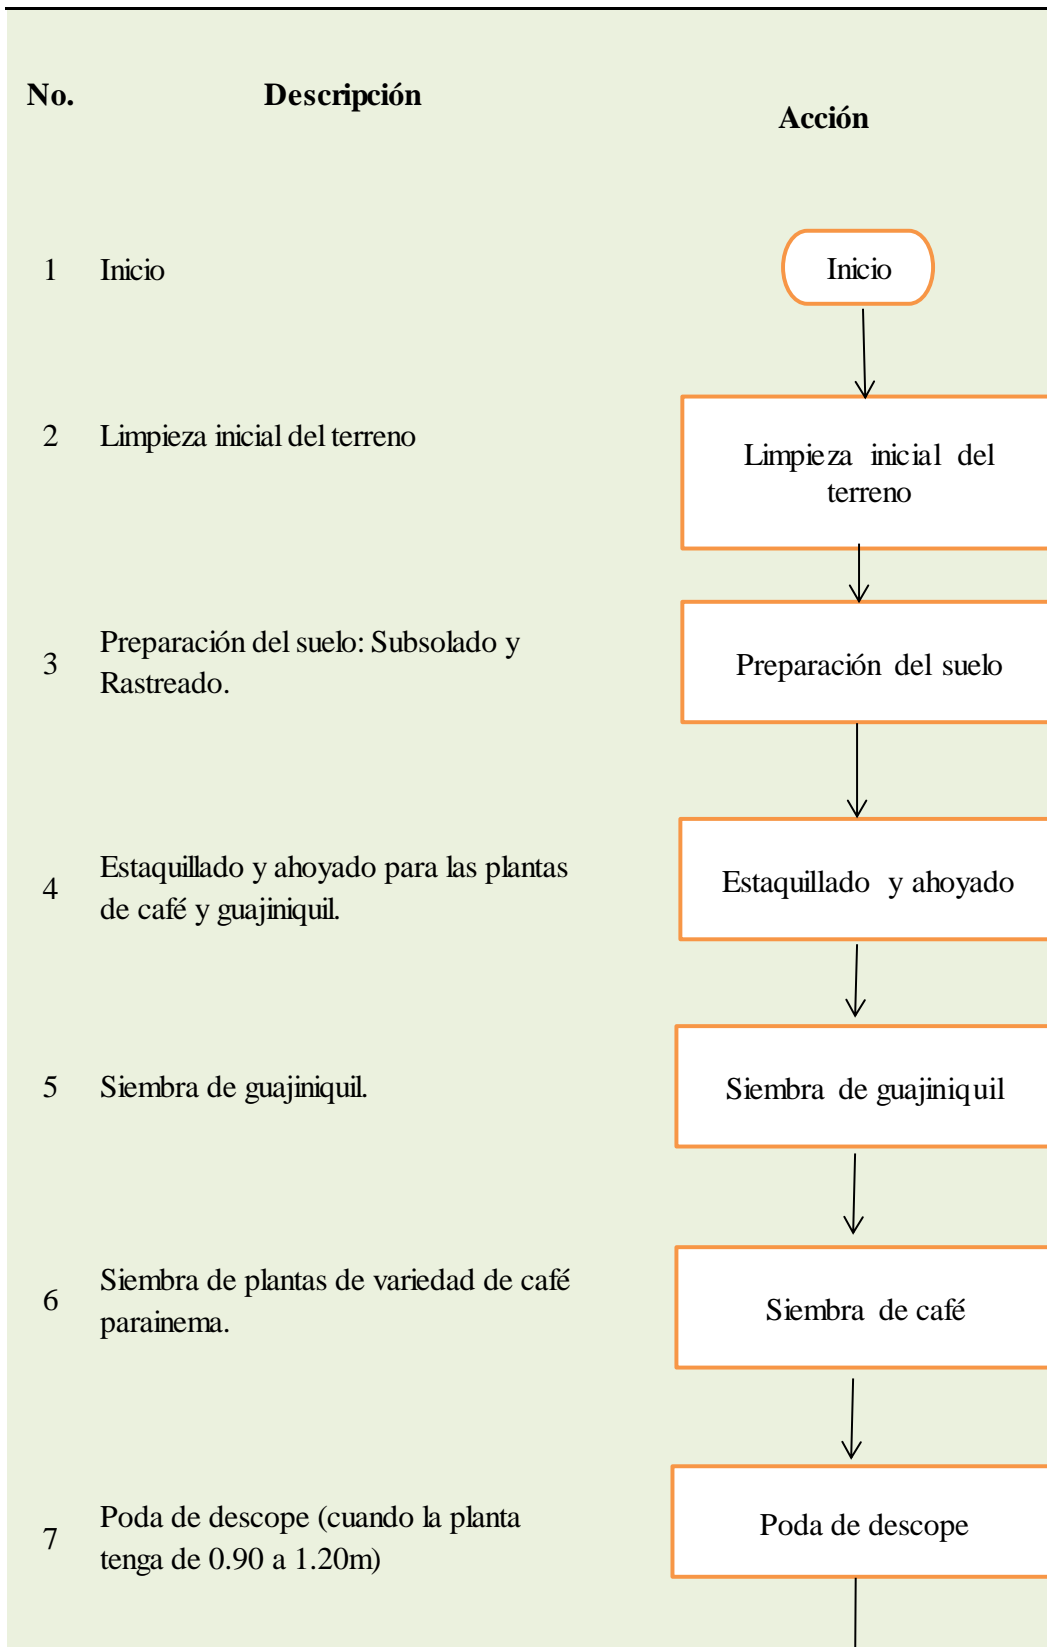 No. Descripción Acción
1 Inicio Inicio
2 Limpieza inicial del terreno
Limpieza inicial del
terreno
3 Preparación del suelo: Subsolado y
Rastreado.
Preparación del suelo
4 Estaquillado y ahoyado para las plantas
de café y guajiniquil.
Estaquillado y ahoyado
5 Siembra de guajiniquil.
Siembra de guajiniquil
6 Siembra de plantas de variedad de café
parainema.
Siembra de café
7 Poda de descope (cuando la planta
tenga de 0.90 a 1.20m)
Poda de descope